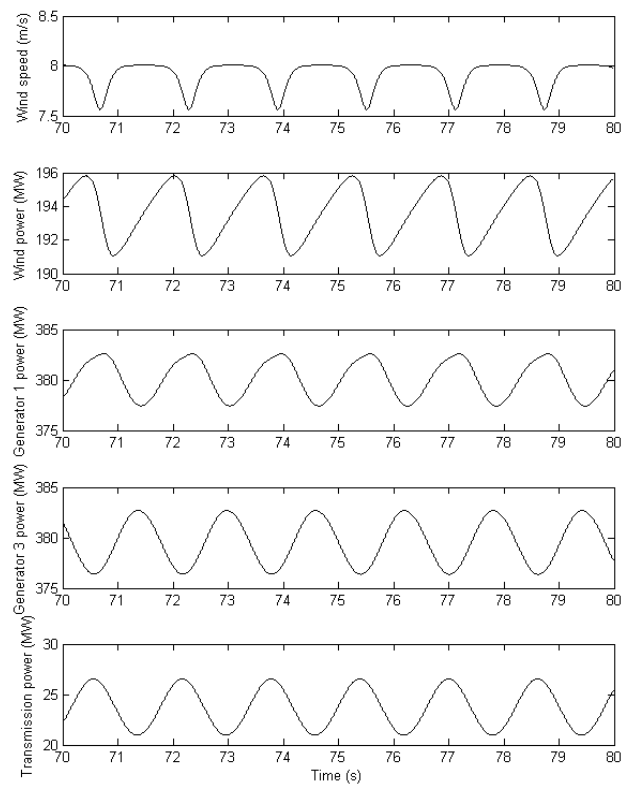 Wind speed (m/s)
8.5
8
7.5
70 71 72 73 74 75 76 77 78 79 80
Wind power (MW)
196
194
192
190
70 71 72 73 74 75 76 77 78 79 80
Generator 1 power (MW)
385
380
375
70 71 72 73 74 75 76 77 78 79 80
Generator 3 power (MW)
385
380
375
70 71 72 73 74 75 76 77 78 79 80
Transmission power (MW)
30
25
20
70 71 72 73 74 75 76 77 78 79 80
Time (s)